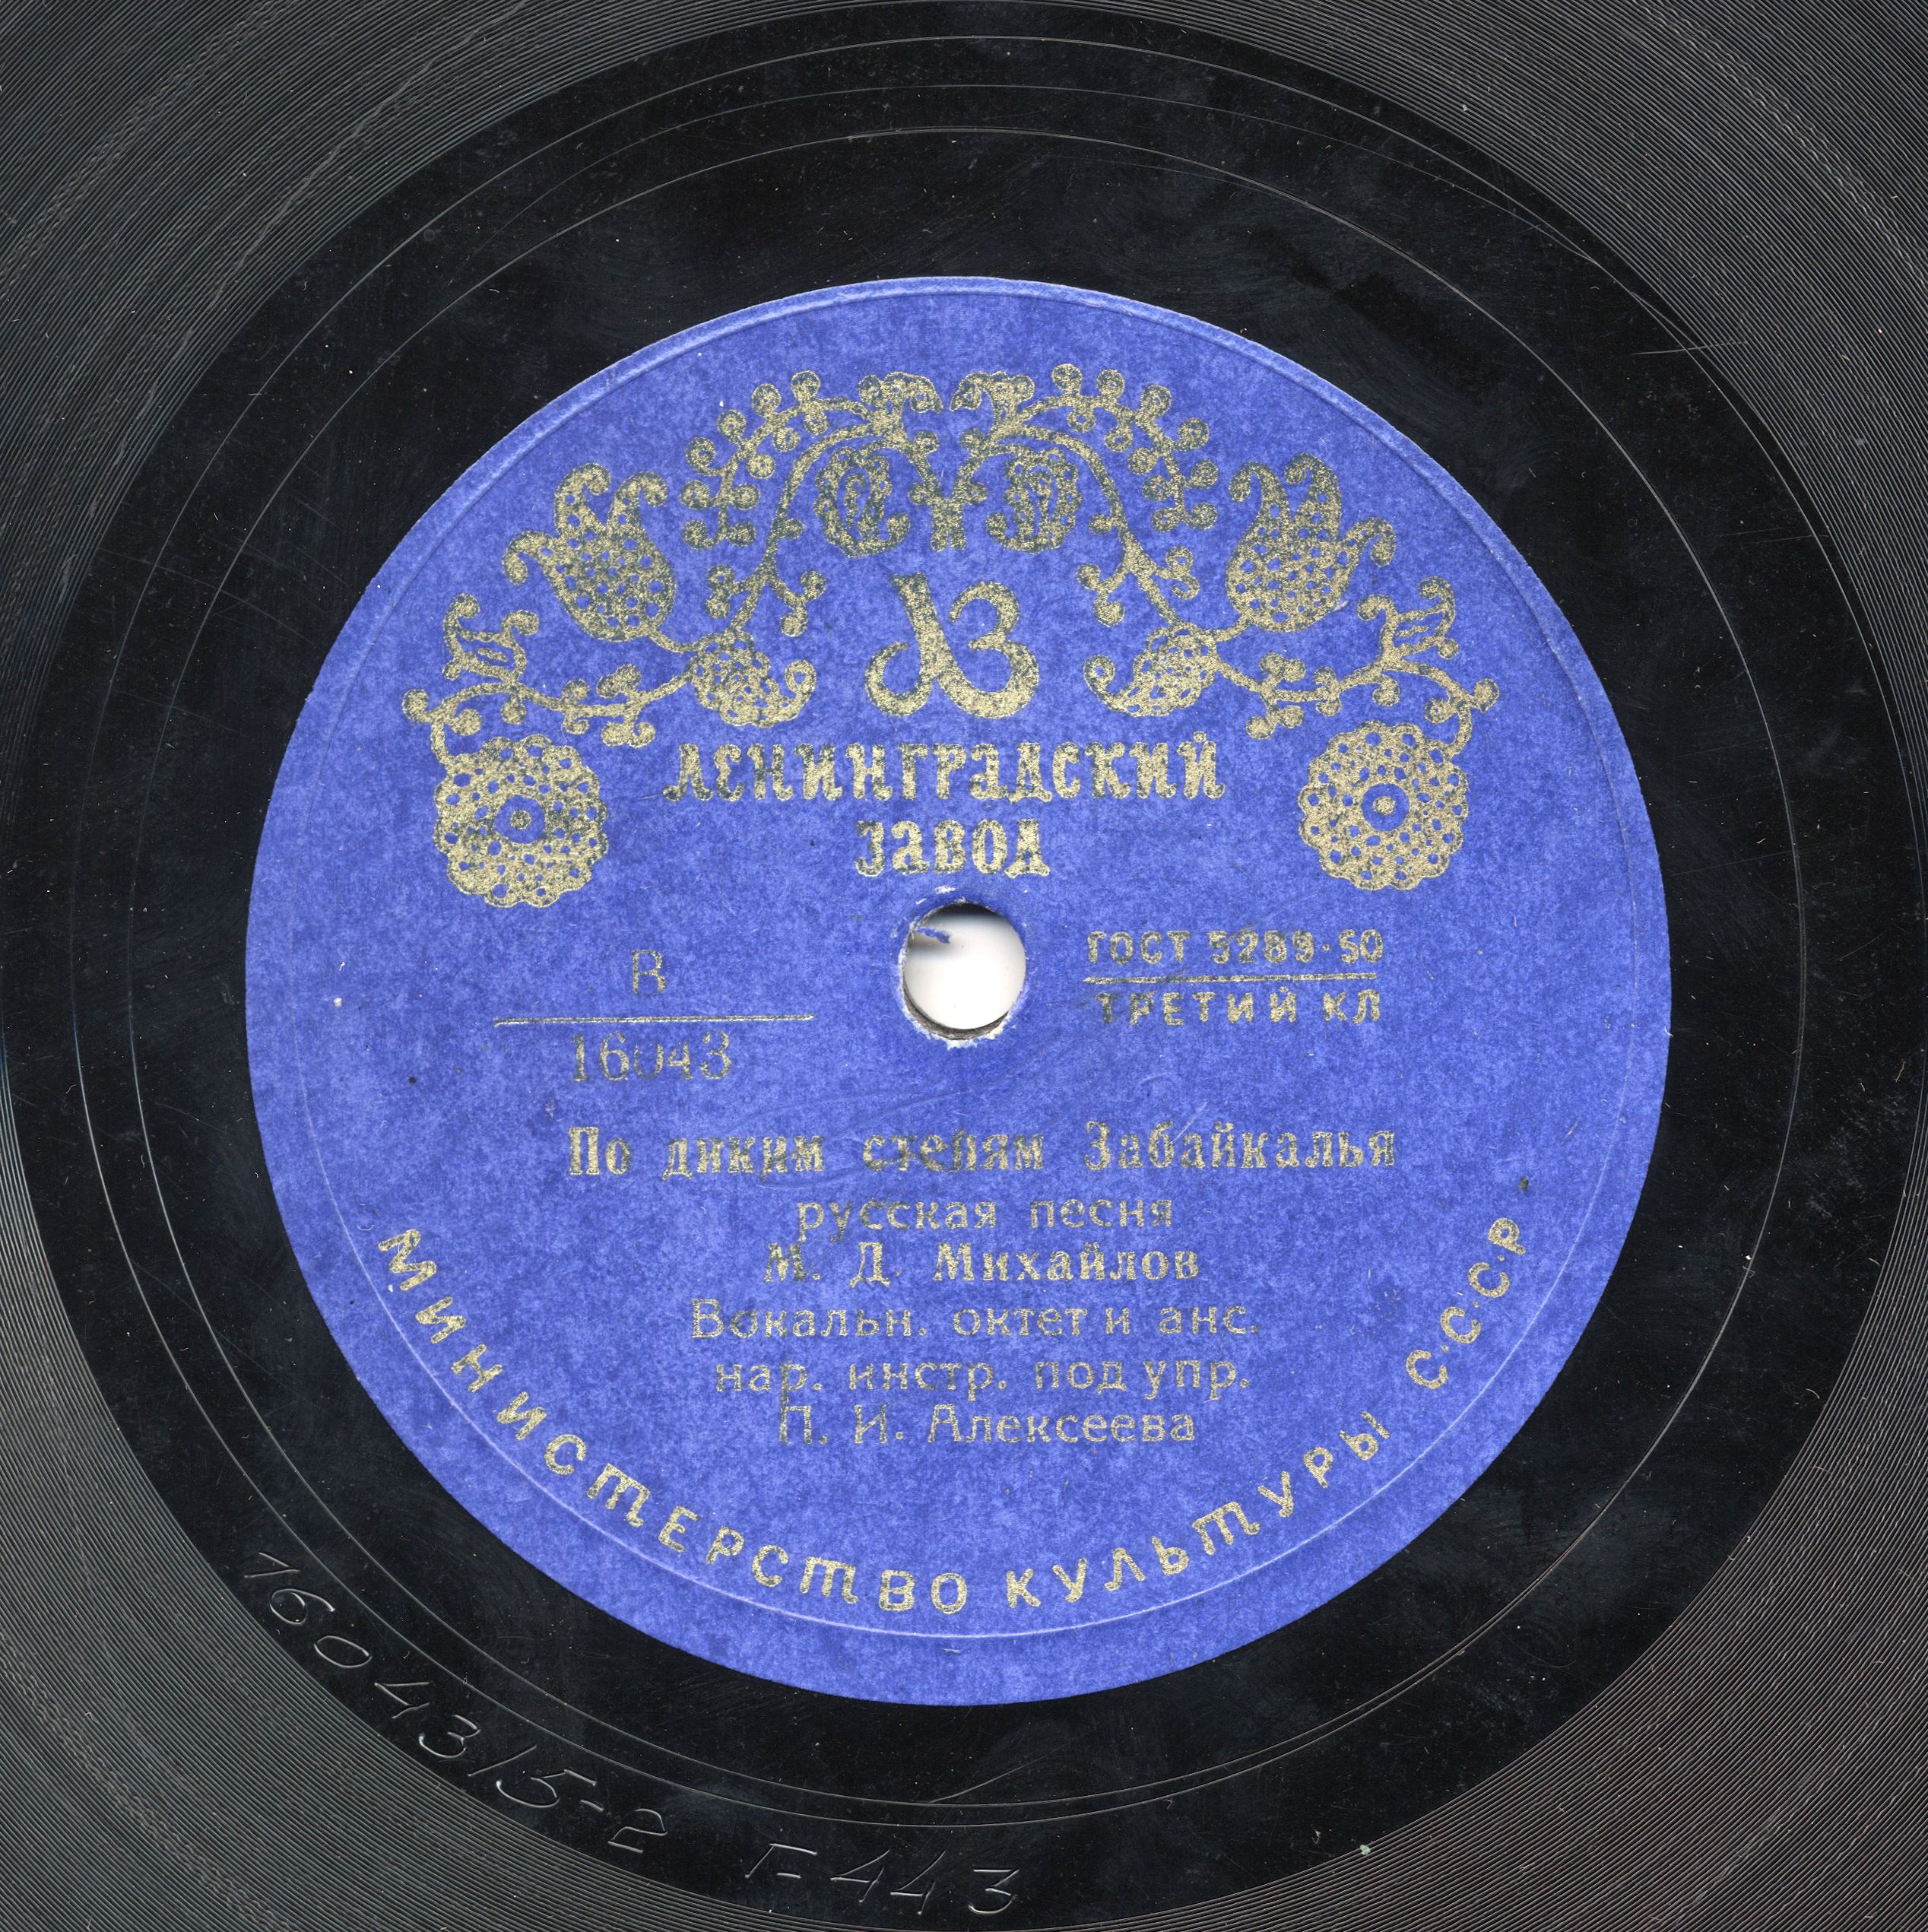 ЛЗ
ЛЕНИНГРАДСКИЙ
ЗАВОД
В
16043
ГОСТ 5289-50
ТРЕТИЙ КЛ
По диким степям Забайкалья
русская песня
М. Д. Михайлов
Вокальн. октет и анс.
нар. инстр. под упр.
П. И. Алексеева
МИНИСТЕРСТВО КУЛЬТУРЫ С.С.С.Р
16043/5-2 Г-443